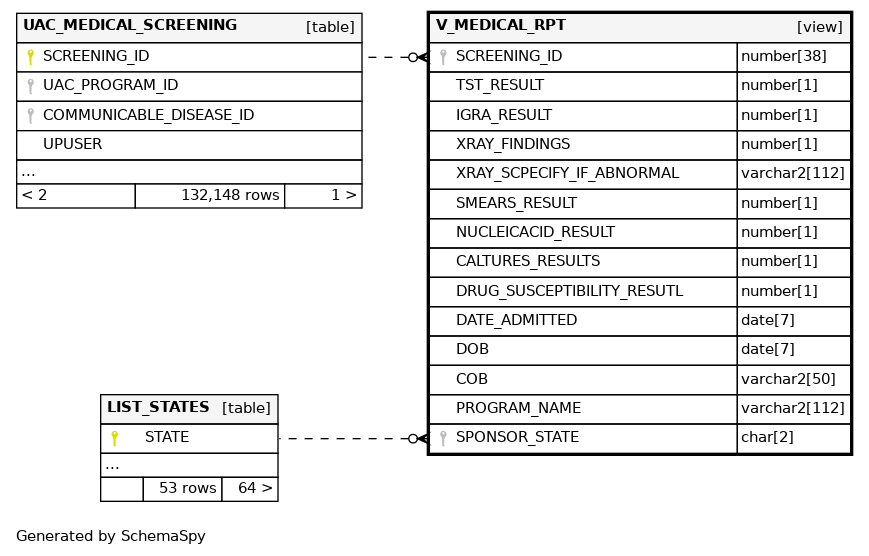 UAC_MEDICAL_SCREENING [table]
SCREENING_ID
UAC_PROGRAM_ID
COMMUNICABLE_DISEASE_ID
UPUSER
...
< 2 132,148 rows 1 >
V_MEDICAL_RPT [view]
SCREENING_ID number[38]
TST_RESULT number[1]
IGRA_RESULT number[1]
XRAY_FINDINGS number[1]
XRAY_SCPECIFY_IF_ABNORMAL varchar2[112]
SMEARS_RESULT number[1]
NUCLEICACID_RESULT number[1]
CALTURES_RESULTS number[1]
DRUG_SUSCEPTIBILITY_RESUTL number[1]
DATE_ADMITTED date[7]
DOB date[7]
COB varchar2[50]
PROGRAM_NAME varchar2[112]
SPONSOR_STATE char[2]
LIST_STATES [table]
STATE
...
53 rows 64 >
Generated by SchemaSpy